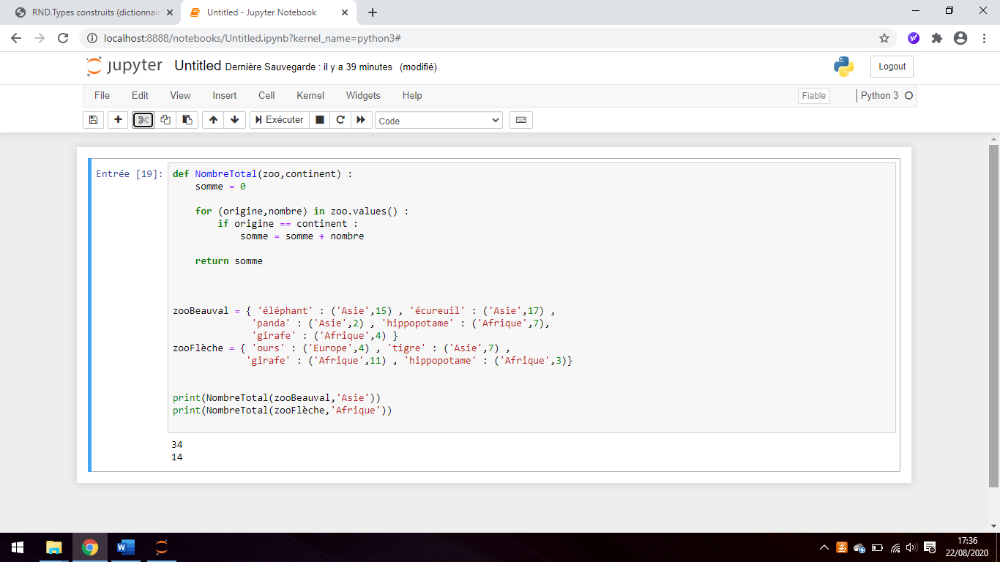 RND.Types construits (dictionnai
Untitled - Jupyter Notebook
localhost:8888/notebooks/Untitled.ipynb?kernel_name=python3#
jupyter Untitled Dernière Sauvegarde : il y a 39 minutes (modifié)
Logout
File Edit View Insert Cell Kernel Widgets Help
Fiable
Python 3
Exécuter
Code
Entrée [19]:
def NombreTotal(zoo,continent) :
    somme = 0
    for (origine,nombre) in zoo.values() :
        if origine == continent :
            somme = somme + nombre
    return somme
zooBeauval = { 'éléphant' : ('Asie',15) , 'écureuil' : ('Asie',17) ,
              'panda' : ('Asie',2) , 'hippopotame' : ('Afrique',7),
              'girafe' : ('Afrique',4) }
zooFlèche = { 'ours' : ('Europe',4) , 'tigre' : ('Asie',7) ,
             'girafe' : ('Afrique',11) , 'hippopotame' : ('Afrique',3)}
print(NombreTotal(zooBeauval,'Asie'))
print(NombreTotal(zooFlèche,'Afrique'))
34
14
17:36
22/08/2020